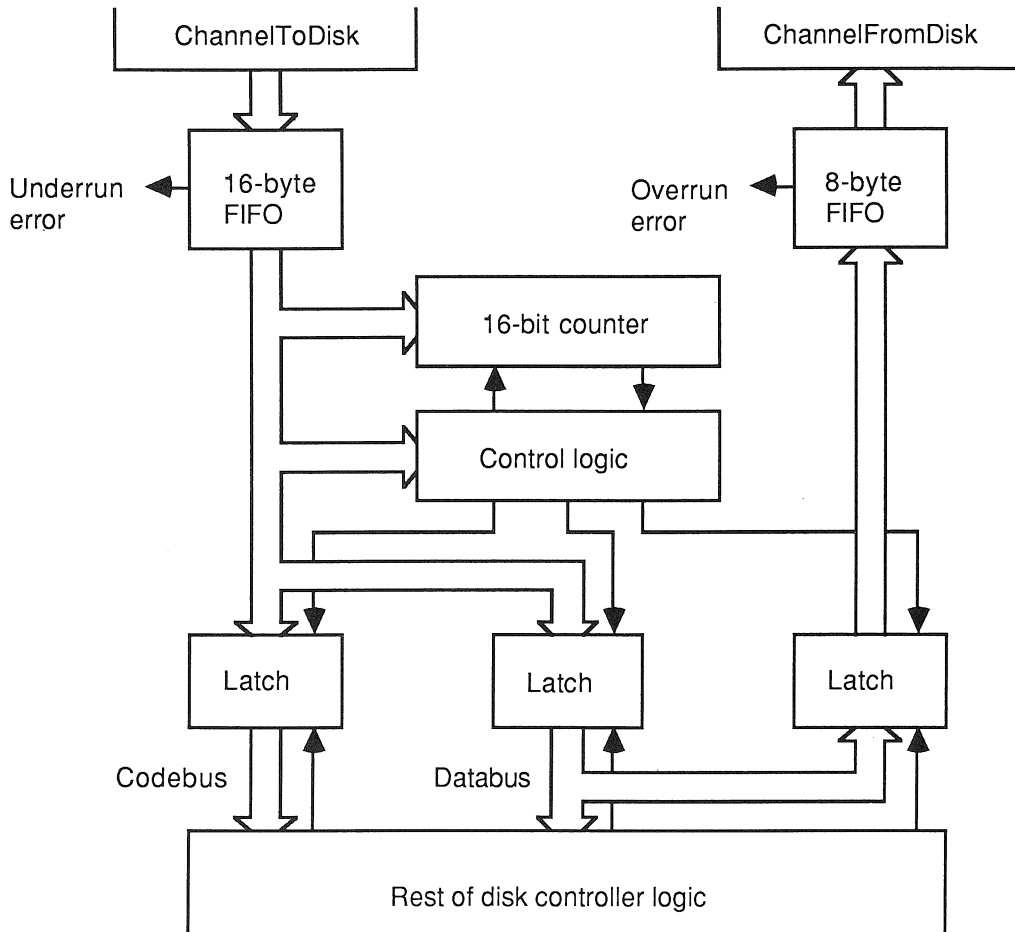 ChannelToDisk
ChannelFromDisk
Underrun
error
16-byte
FIFO
Overrun
error
8-byte
FIFO
16-bit counter
Control logic
Latch
Latch
Latch
Codebus
Databus
Rest of disk controller logic